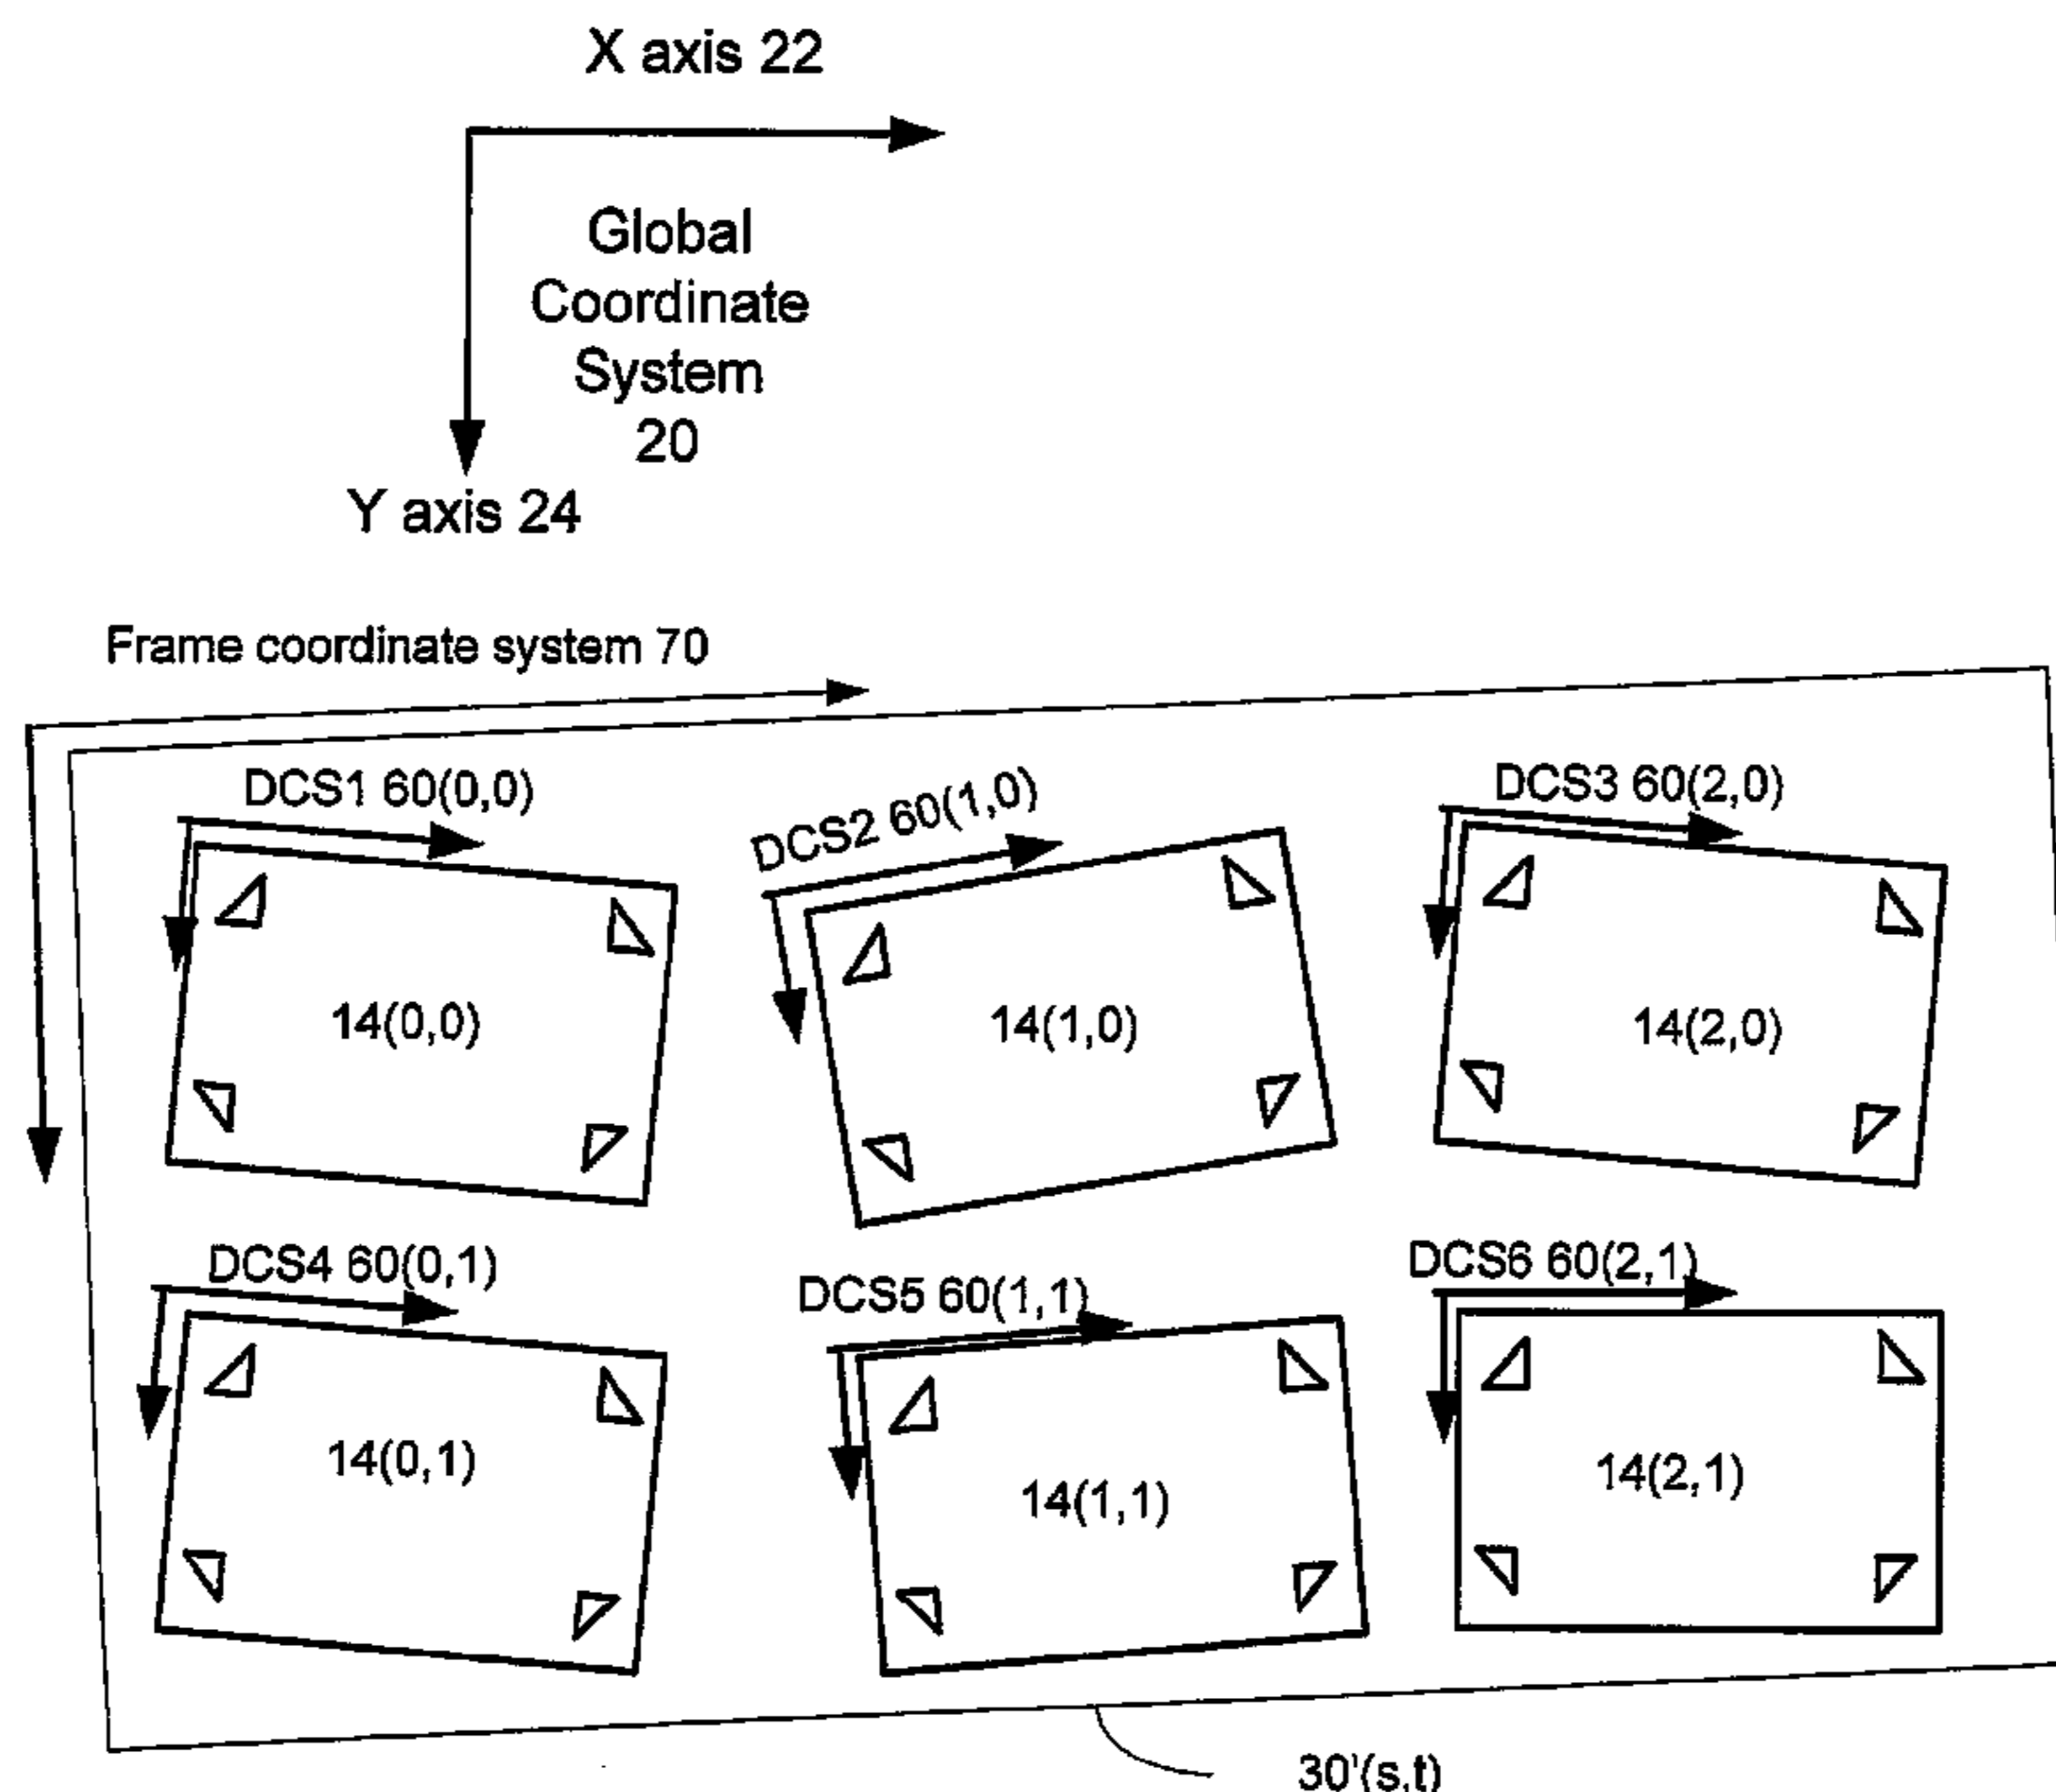 X axis 22
Global
Coordinate
System
20
Y axis 24
Frame coordinate system 70
DCS1 60(0,0)
DCS2 60(1,0)
DCS3 60(2,0)
14(0,0)
14(1,0)
14(2,0)
DCS4 60(0,1)
DCS5 60(1,1)
DCS6 60(2,1)
14(0,1)
14(1,1)
14(2,1)
30'(s,t)